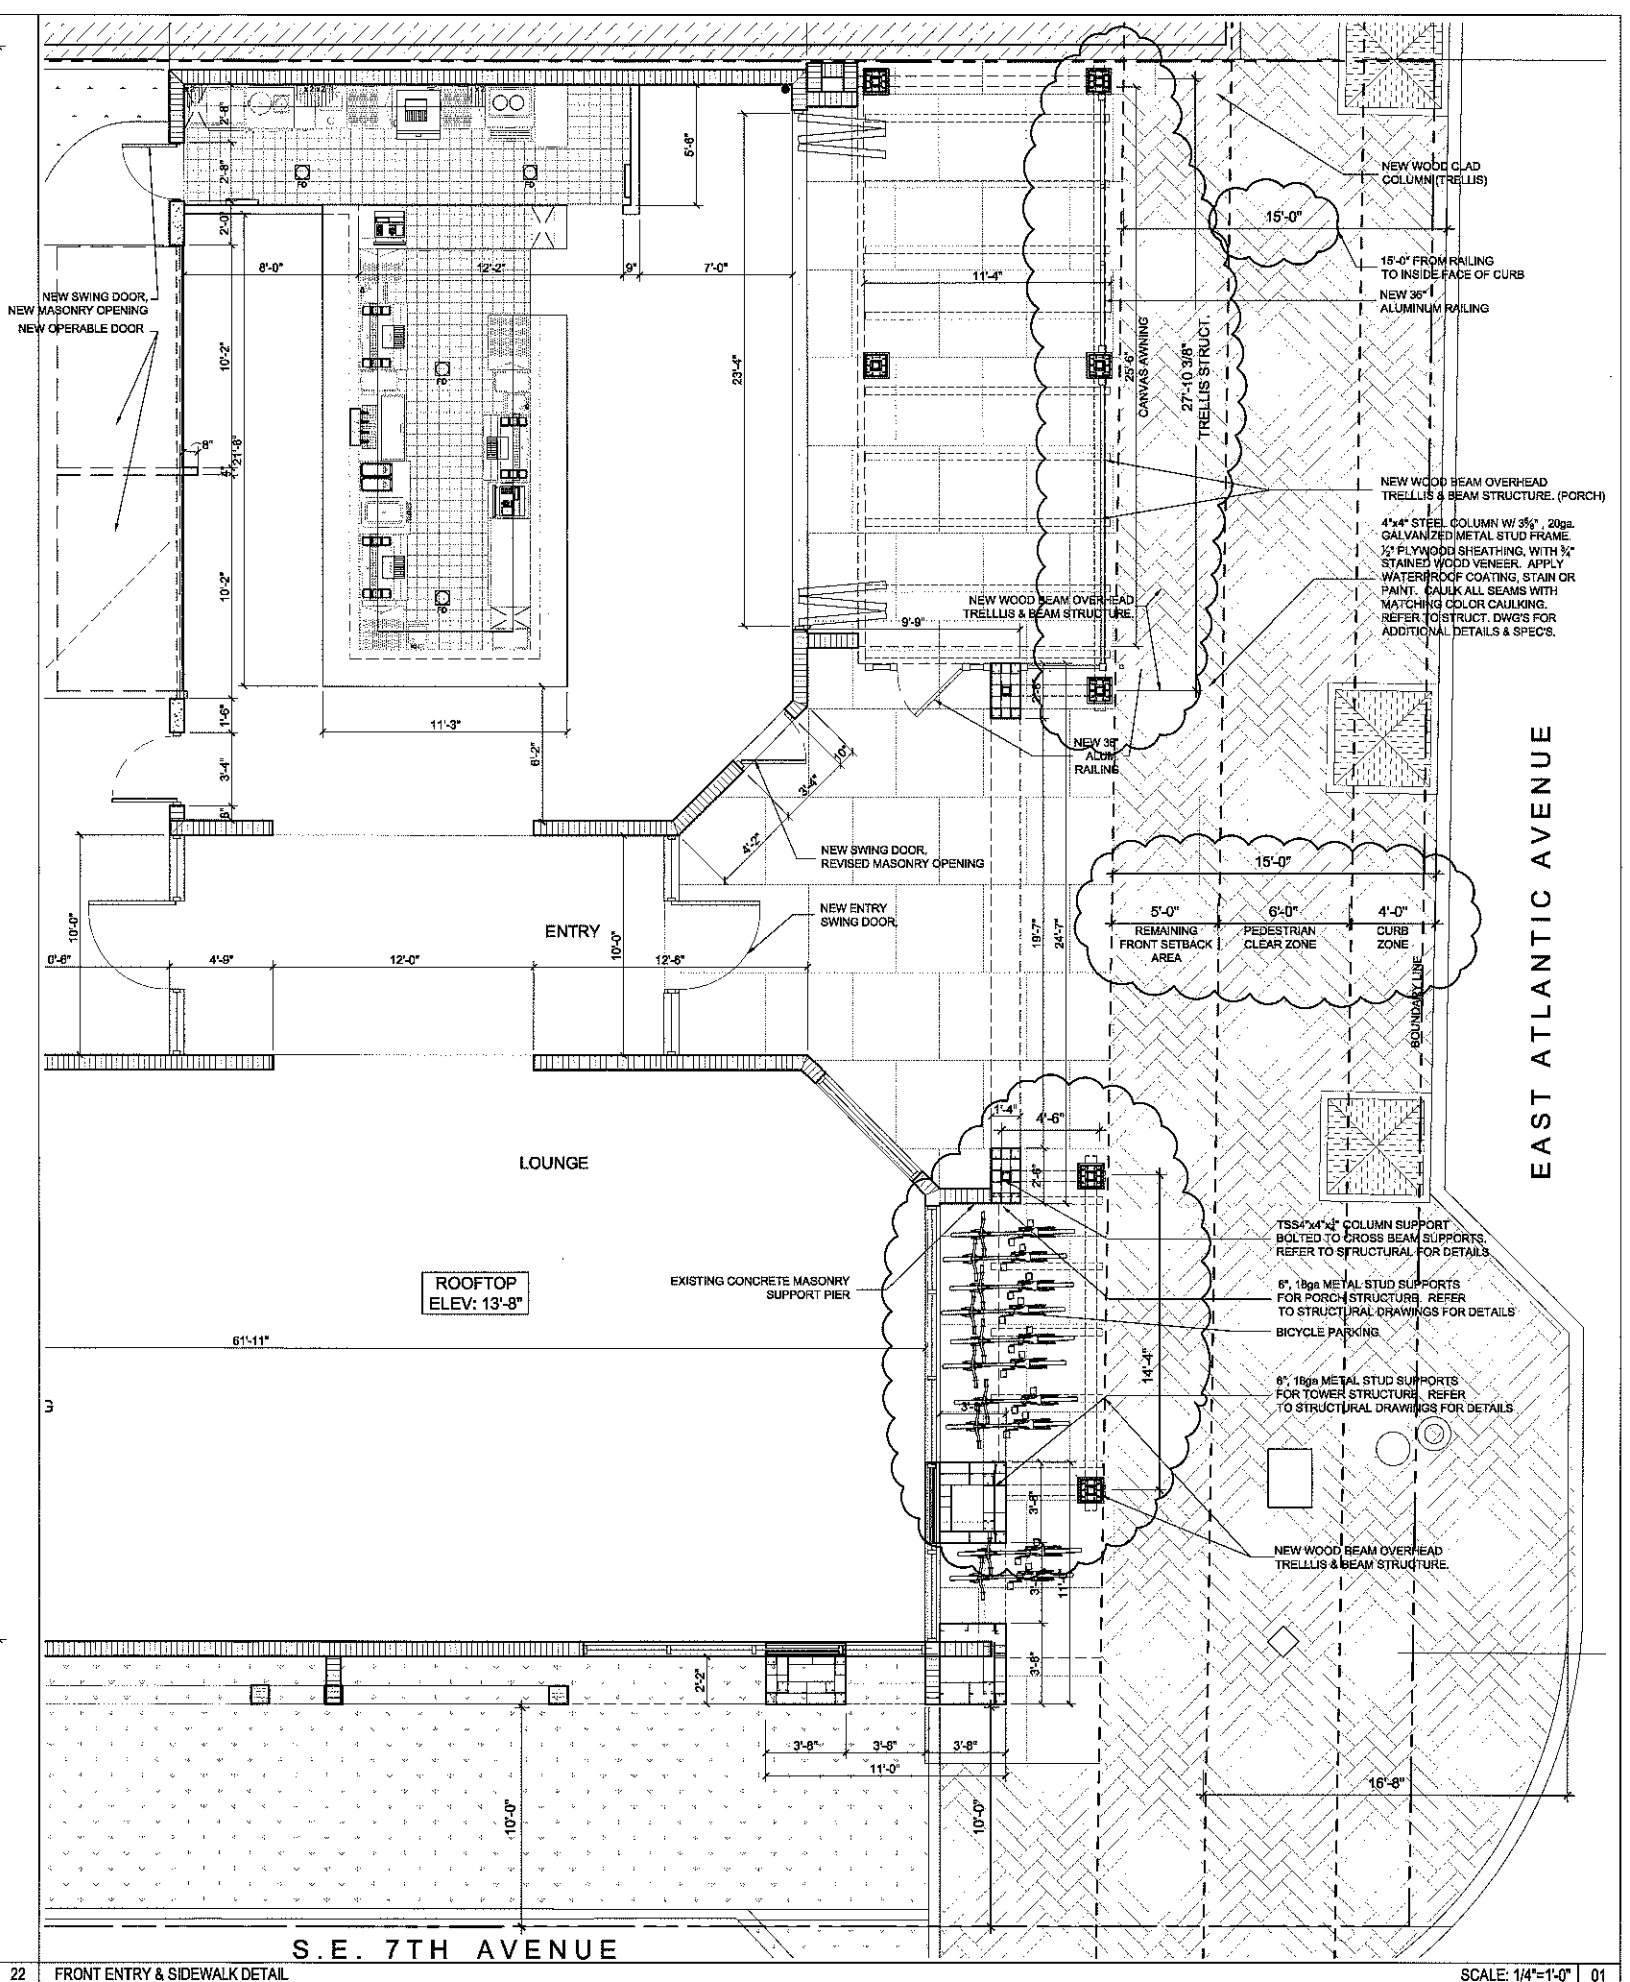 2'-8"
2'-8"
2'-0"
FD
FD
5'-6"
NEW WOOD CLAD
COLUMN (TRELLIS)
15'-0"
15'-0" FROM RAILING
TO INSIDE FACE OF CURB
NEW 36"
ALUMINUM RAILING
NEW SWING DOOR,
NEW MASONRY OPENING
NEW OPERABLE DOOR
8'-0"
12'-2"
9"
7'-0"
11'-4"
10'-2"
23'-4"
25'-6"
CANVAS AWNING
27'-10 3/8"
TRELLIS STRUCT.
FD
8"
4"
21'-8"
NEW WOOD BEAM OVERHEAD
TRELLLIS & BEAM STRUCTURE. (PORCH)
4"x4" STEEL COLUMN W/ 3⅝" , 20ga.
GALVANIZED METAL STUD FRAME.
½" PLYWOOD SHEATHING, WITH ¾"
STAINED WOOD VENEER. APPLY
WATERPROOF COATING, STAIN OR
PAINT. CAULK ALL SEAMS WITH
MATCHING COLOR CAULKING.
REFER TO STRUCT. DWG'S FOR
ADDITIONAL DETAILS & SPEC'S.
10'-2"
FD
NEW WOOD BEAM OVERHEAD
TRELLLIS & BEAM STRUCTURE.
9'-9"
2'-6"
1'-6"
11'-3"
6'-2"
10"
3'-4"
3'-4"
4'-2"
8"
NEW 36"
ALUM.
RAILING
NEW SWING DOOR,
REVISED MASONRY OPENING
NEW ENTRY
SWING DOOR,
15'-0"
5'-0"
REMAINING
FRONT SETBACK
AREA
6'-0"
PEDESTRIAN
CLEAR ZONE
4'-0"
CURB
ZONE
BOUNDARY LINE
EAST ATLANTIC AVENUE
10'-0"
ENTRY
10'-0"
19'-7"
24'-7"
0'-6"
4'-9"
12'-0"
12'-6"
1'-4"
4'-6"
2'-6"
LOUNGE
ROOFTOP
ELEV: 13'-8"
EXISTING CONCRETE MASONRY
SUPPORT PIER
TSS4"x4"x¼" COLUMN SUPPORT
BOLTED TO CROSS BEAM SUPPORTS.
REFER TO STRUCTURAL FOR DETAILS
6", 18ga METAL STUD SUPPORTS
FOR PORCH STRUCTURE. REFER
TO STRUCTURAL DRAWINGS FOR DETAILS
BICYCLE PARKING
61'-11"
14'-4"
6", 18ga METAL STUD SUPPORTS
FOR TOWER STRUCTURE. REFER
TO STRUCTURAL DRAWINGS FOR DETAILS
G
3'-8"
NEW WOOD BEAM OVERHEAD
TRELLLIS & BEAM STRUCTURE.
3'-8"
2'-2"
3'-8"
3'-8"
3'-8"
11'-0"
16'-8"
10'-0"
10'-0"
S.E. 7TH AVENUE
22 FRONT ENTRY & SIDEWALK DETAIL
SCALE: 1/4"=1'-0" 01